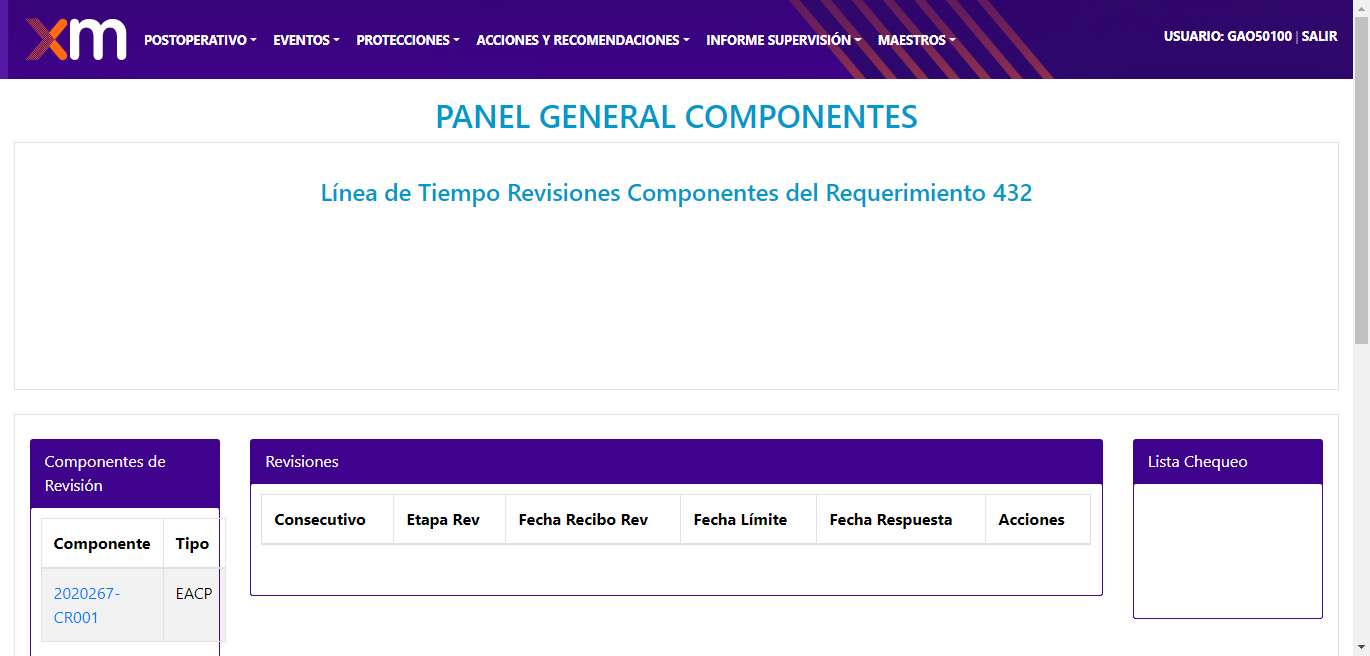 xm
POSTOPERATIVO EVENTOS PROTECCIONES ACCIONES Y RECOMENDACIONES INFORME SUPERVISIÓN MAESTROS USUARIO: GAO50100 | SALIR
PANEL GENERAL COMPONENTES
Línea de Tiempo Revisiones Componentes del Requerimiento 432
Componentes de
Revisión
Componente Tipo
2020267-
CR001
EACP
Revisiones
Consecutivo Etapa Rev Fecha Recibo Rev Fecha Límite Fecha Respuesta Acciones
Lista Chequeo